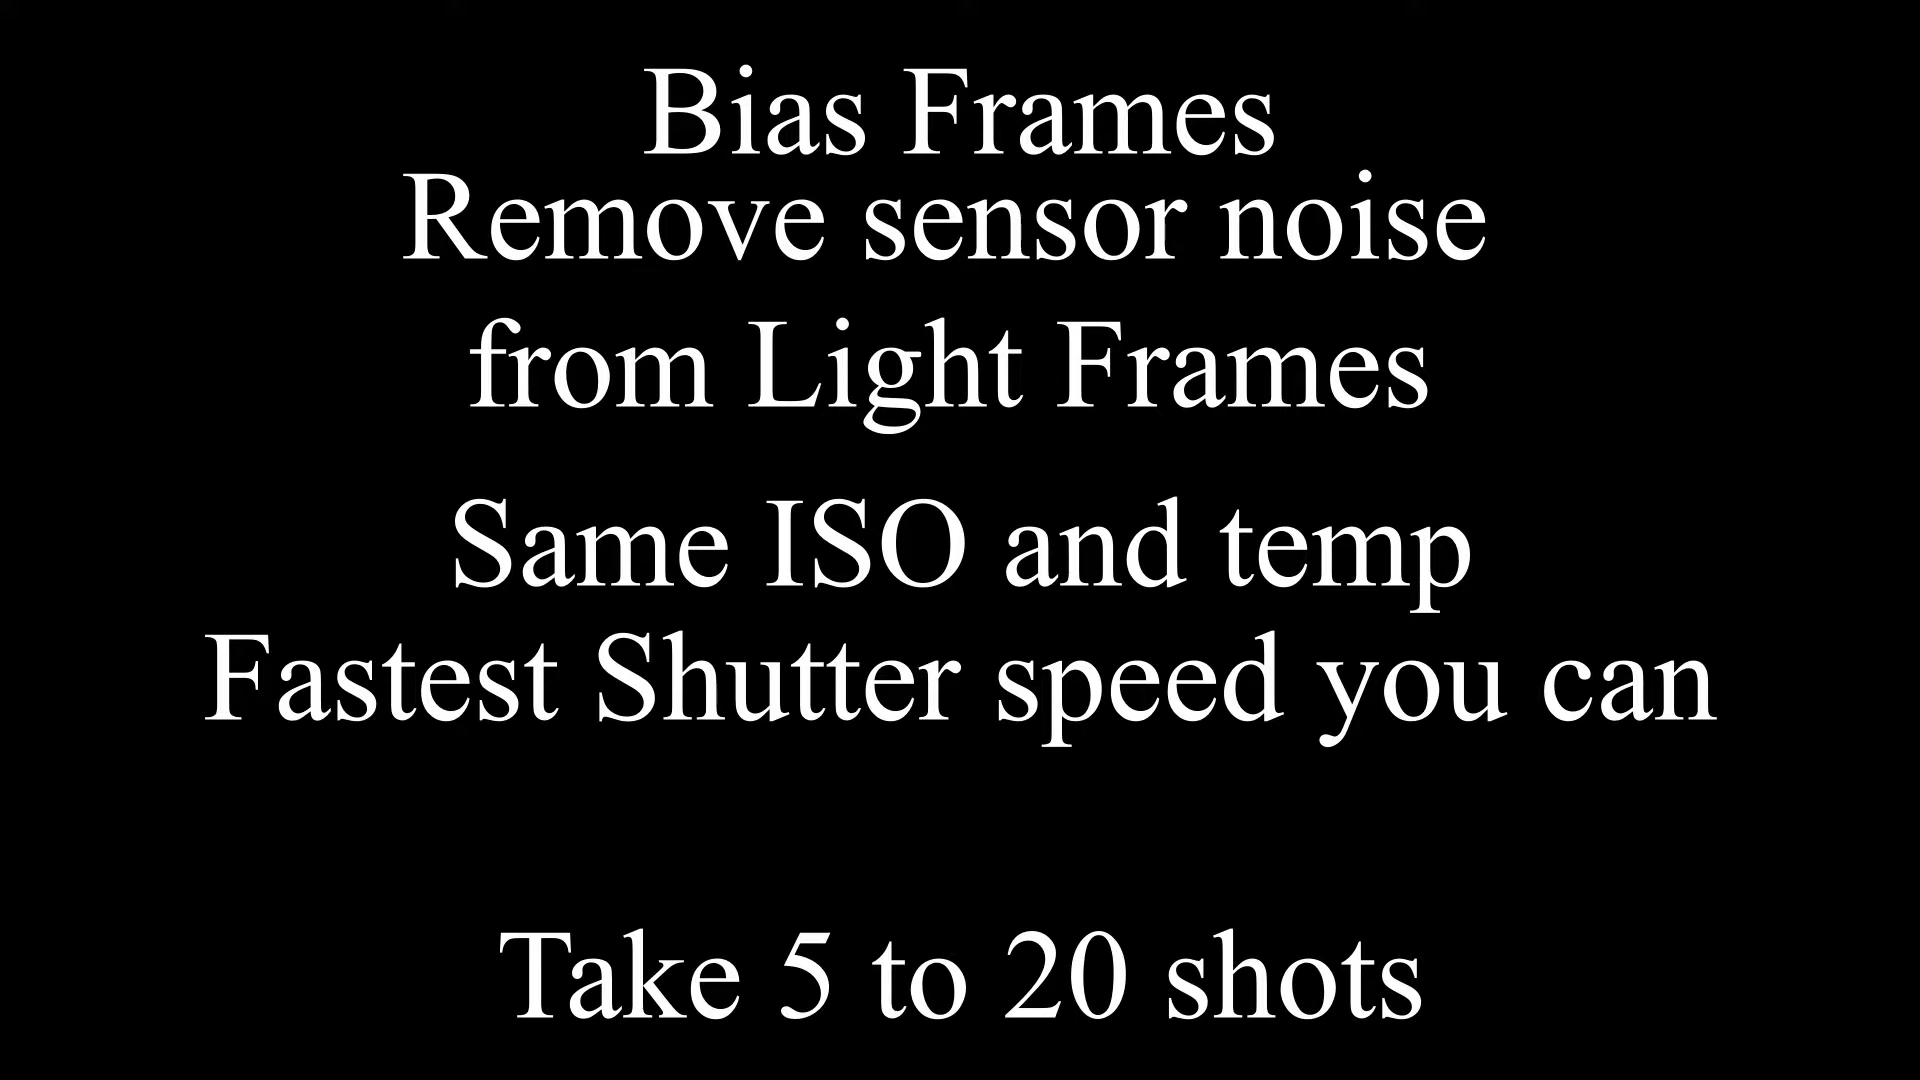 Bias Frames
Remove sensor noise
from Light Frames
Same ISO and temp
Fastest Shutter speed you can
Take 5 to 20 shots